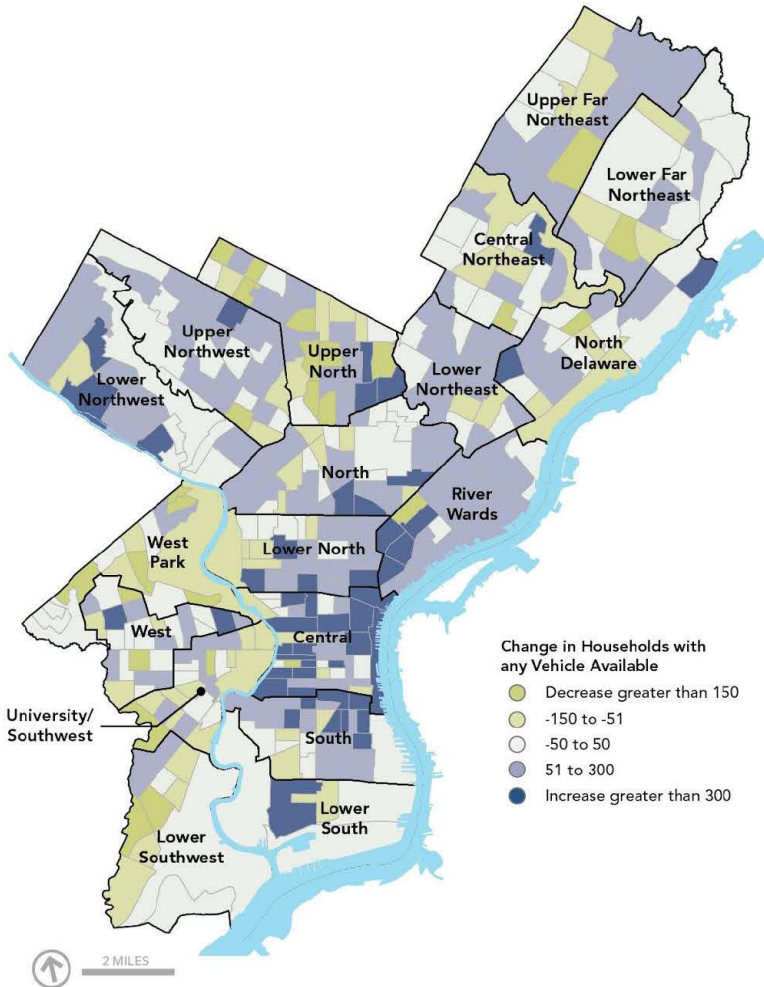 Upper Far
Northeast
Lower Far
Northeast
Central
Northeast
Upper
Northwest
Upper
North
Lower
Northeast
North
Delaware
Lower
Northwest
North
River
Wards
West
Park
Lower North
West
Central
University/
Southwest
South
Lower
South
Lower
Southwest
Change in Households with
any Vehicle Available
Decrease greater than 150
-150 to -51
-50 to 50
51 to 300
Increase greater than 300
2 MILES